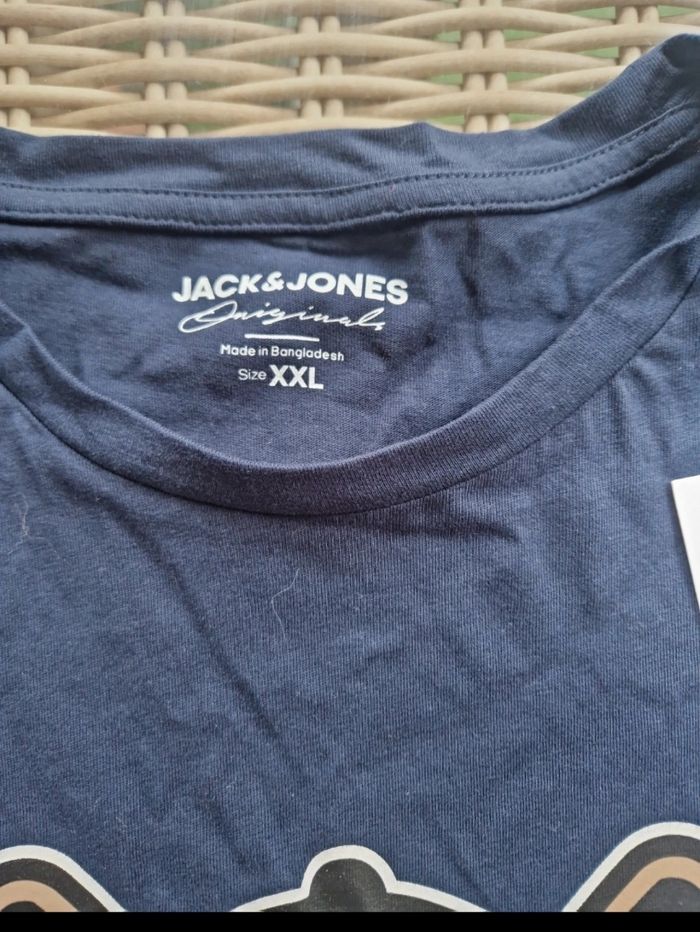 JACK&JONES
Originals
Made in Bangladesh
Size XXL